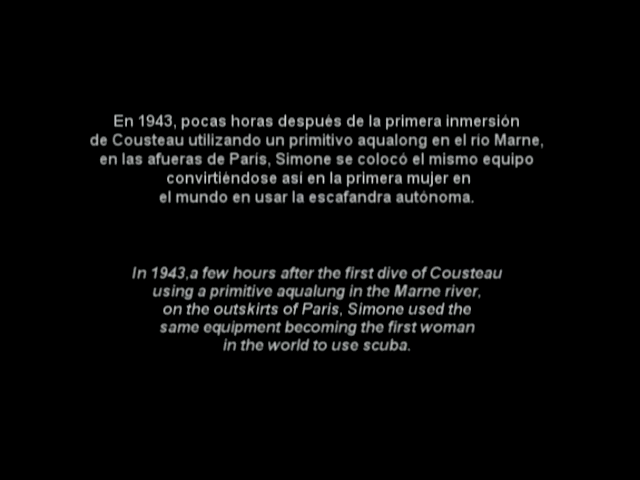 En 1943, pocas horas después de la primera inmersión
de Cousteau utilizando un primitivo aqualong en el río Marne,
en las afueras de París, Simone se colocó el mismo equipo
convirtiéndose así en la primera mujer en
el mundo en usar la escafandra autónoma.
In 1943,a few hours after the first dive of Cousteau
using a primitive aqualung in the Marne river,
on the outskirts of Paris, Simone used the
same equipment becoming the first woman
in the world to use scuba.